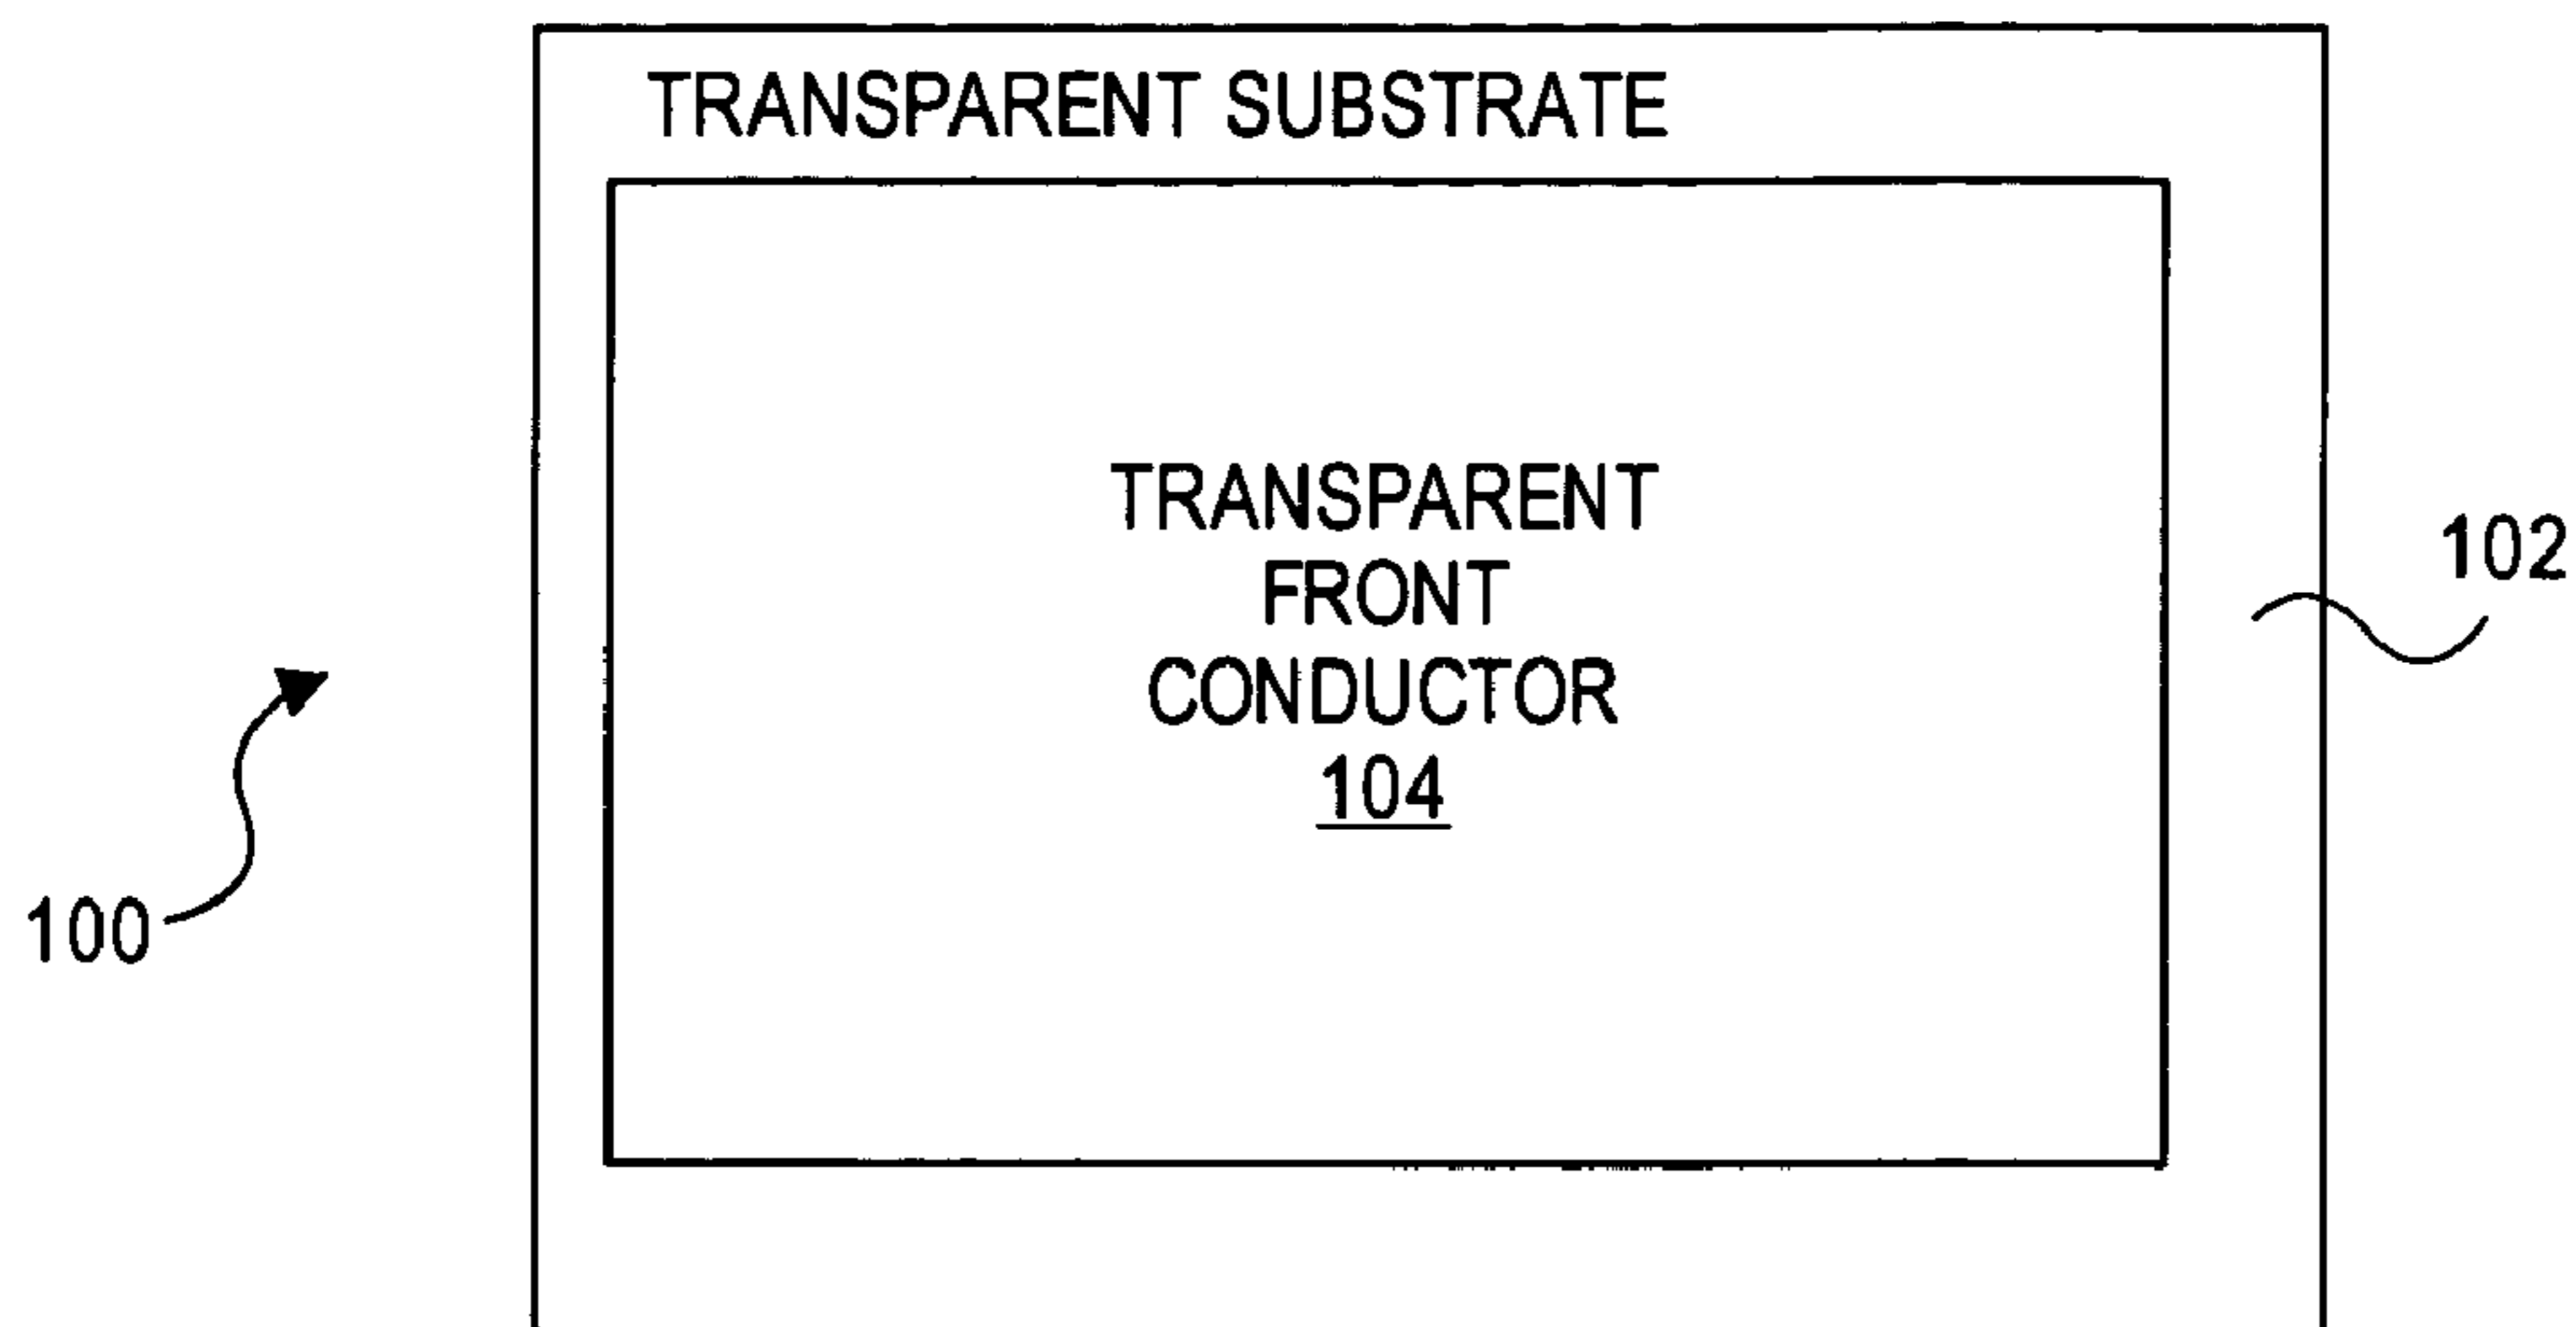 TRANSPARENT SUBSTRATE
TRANSPARENT
FRONT
CONDUCTOR
104
102
100